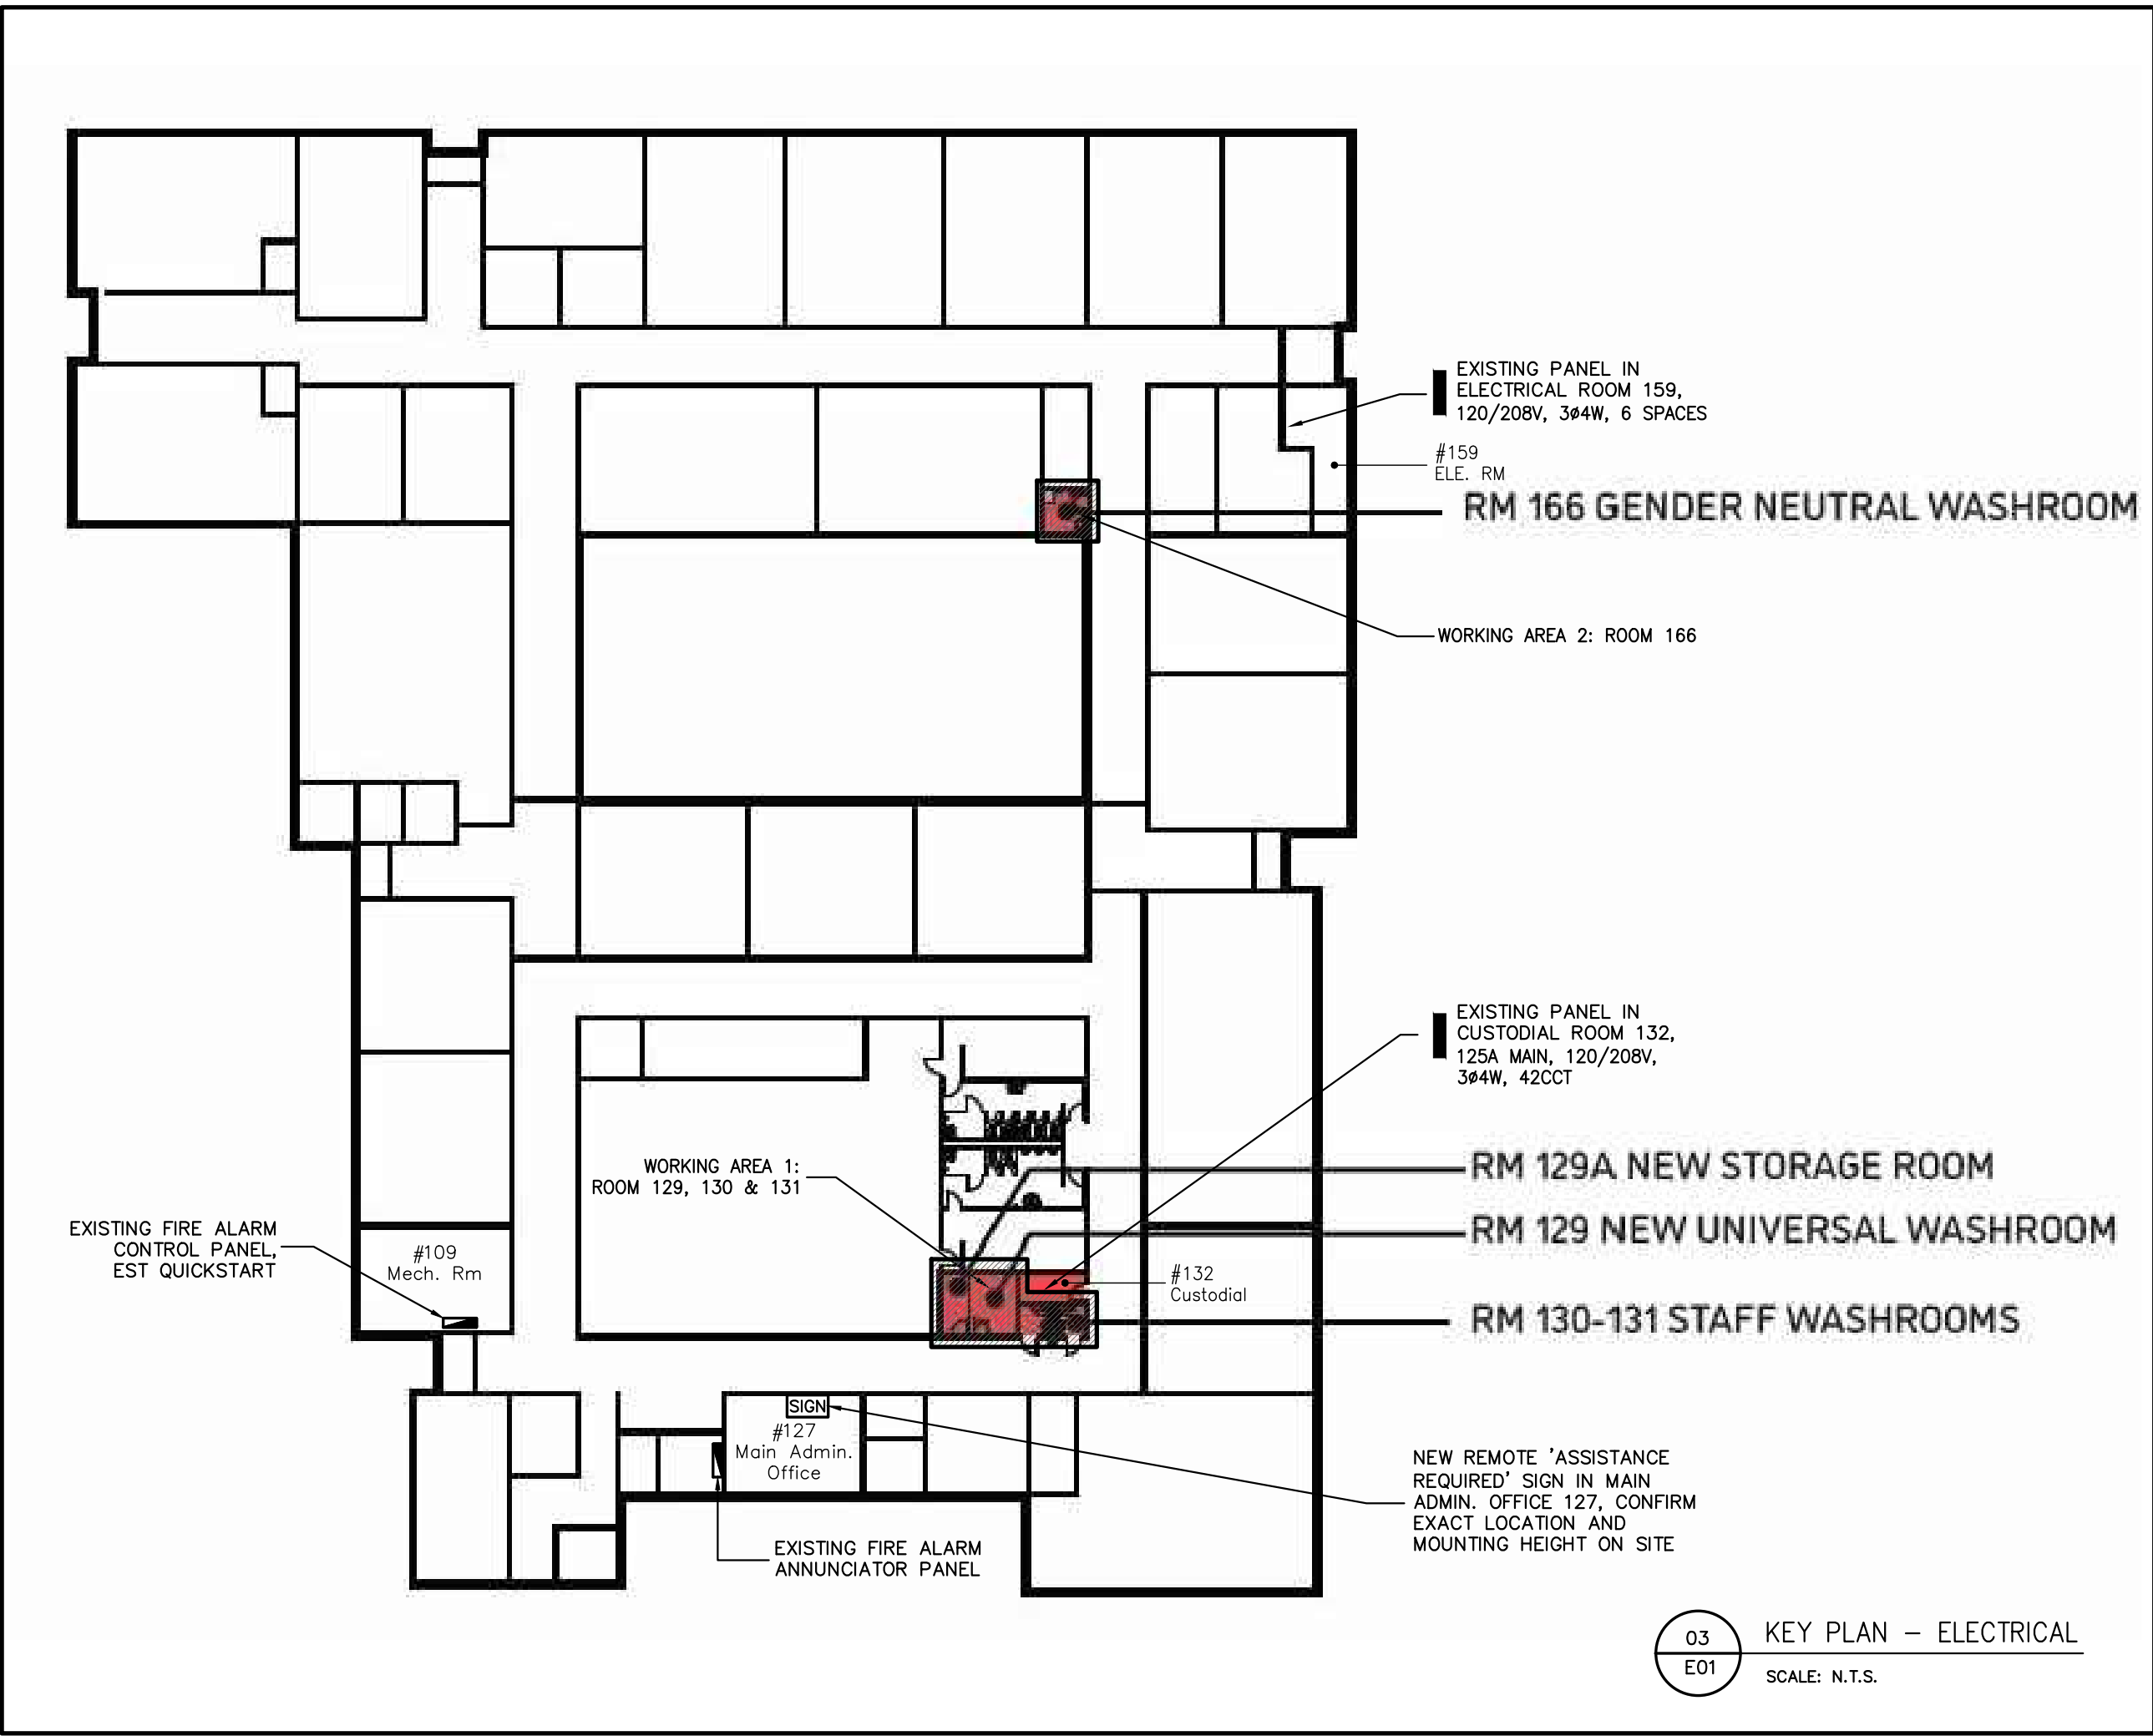 EXISTING PANEL IN
ELECTRICAL ROOM 159,
120/208V, 3ø4W, 6 SPACES
#159
ELE. RM
RM 166 GENDER NEUTRAL WASHROOM
WORKING AREA 2: ROOM 166
EXISTING PANEL IN
CUSTODIAL ROOM 132,
125A MAIN, 120/208V,
3ø4W, 42CCT
WORKING AREA 1:
ROOM 129, 130 & 131
RM 129A NEW STORAGE ROOM
RM 129 NEW UNIVERSAL WASHROOM
EXISTING FIRE ALARM
CONTROL PANEL,
EST QUICKSTART
#109
Mech. Rm
#132
Custodial
RM 130-131 STAFF WASHROOMS
SIGN
#127
Main Admin.
Office
NEW REMOTE 'ASSISTANCE
REQUIRED' SIGN IN MAIN
ADMIN. OFFICE 127, CONFIRM
EXACT LOCATION AND
MOUNTING HEIGHT ON SITE
EXISTING FIRE ALARM
ANNUNCIATOR PANEL
03
E01
KEY PLAN - ELECTRICAL
SCALE: N.T.S.